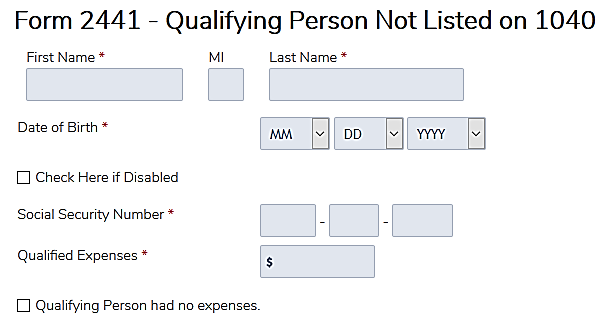 Form 2441 - Qualifying Person Not Listed on 1040
First Name * MI Last Name *
Date of Birth * MM DD YYYY
Check Here if Disabled
Social Security Number * - -
Qualified Expenses * $
Qualifying Person had no expenses.